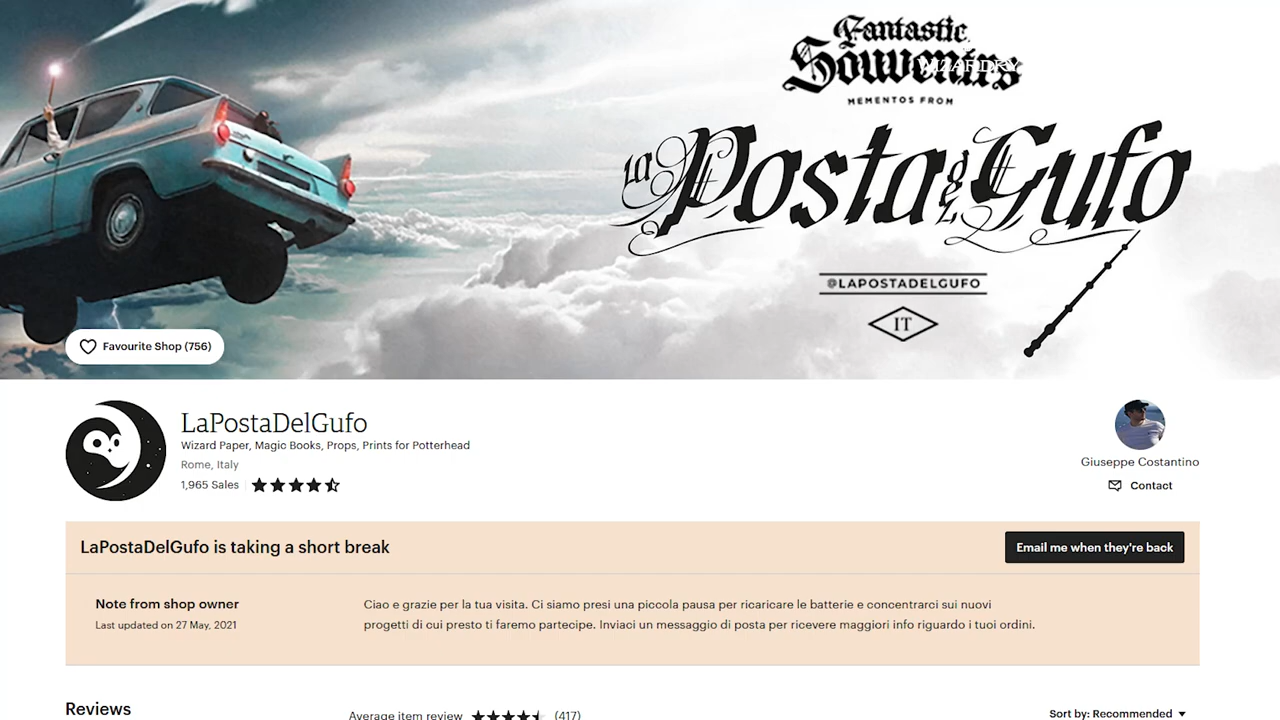 Fantastic
Souvenirs
WIZARDRY
MEMENTOS FROM
La Posta del Gufo
@LAPOSTADELGUFO
IT
Favourite Shop (756)
LaPostaDelGufo
Wizard Paper, Magic Books, Props, Prints for Potterhead
Rome, Italy
1,965 Sales
Giuseppe Costantino
Contact
LaPostaDelGufo is taking a short break
Email me when they're back
Note from shop owner
Last updated on 27 May, 2021
Ciao e grazie per la tua visita. Ci siamo presi una piccola pausa per ricaricare le batterie e concentrarci sui nuovi
progetti di cui presto ti faremo partecipe. Inviaci un messaggio di posta per ricevere maggiori info riguardo i tuoi ordini.
Reviews
Average item review
(417)
Sort by: Recommended